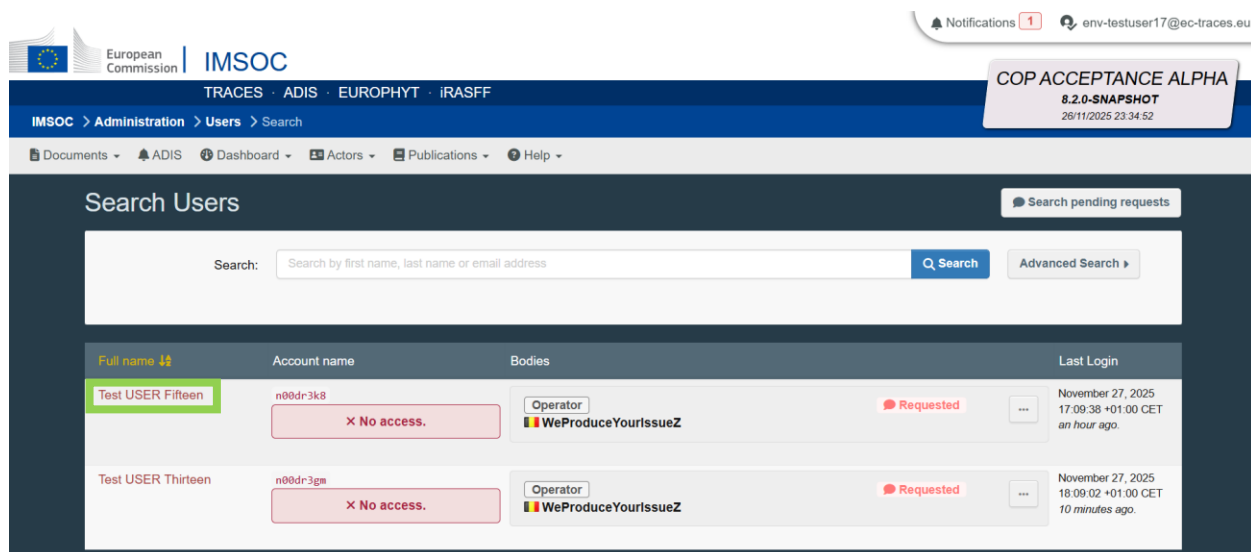 Notifications 1 env-testuser17@ec-traces.eu
European
Commission
IMSOC
TRACES · ADIS · EUROPHYT · iRASFF
COP ACCEPTANCE ALPHA
8.2.0-SNAPSHOT
26/11/2025 23:34:52
IMSOC > Administration > Users > Search
Documents ADIS Dashboard Actors Publications Help
Search Users
Search pending requests
Search: Search by first name, last name or email address Search Advanced Search
Full name Account name Bodies Last Login
Test USER Fifteen n00dr3k8
× No access.
Operator
WeProduceYourIssueZ
Requested
...
November 27, 2025
17:09:38 +01:00 CET
an hour ago.
Test USER Thirteen n00dr3gm
× No access.
Operator
WeProduceYourIssueZ
Requested
...
November 27, 2025
18:09:02 +01:00 CET
10 minutes ago.